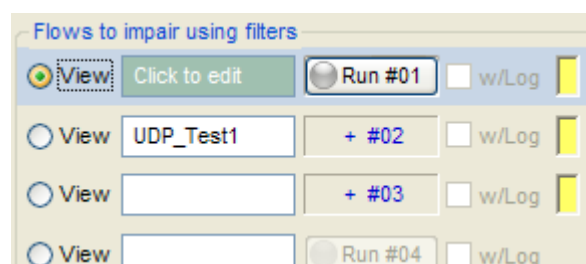 Flows to impair using filters
View Click to edit Run #01 w/Log
View UDP_Test1 + #02 w/Log
View + #03 w/Log
View Run #04 w/Log